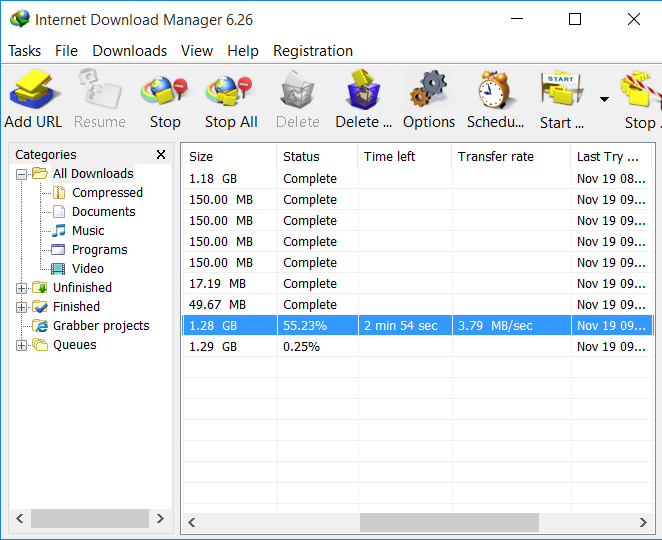 Internet Download Manager 6.26
Tasks File Downloads View Help Registration
Add URL Resume Stop Stop All Delete Delete ... Options Schedu... Start ... Stop
Categories X
All Downloads
Compressed
Documents
Music
Programs
Video
Unfinished
Finished
Grabber projects
Queues
Size Status Time left Transfer rate Last Try ...
1.18 GB Complete Nov 19 08...
150.00 MB Complete Nov 19 09...
150.00 MB Complete Nov 19 09...
150.00 MB Complete Nov 19 09...
150.00 MB Complete Nov 19 09...
17.19 MB Complete Nov 19 09...
49.67 MB Complete Nov 19 09...
1.28 GB 55.23% 2 min 54 sec 3.79 MB/sec Nov 19 09...
1.29 GB 0.25% Nov 19 09...